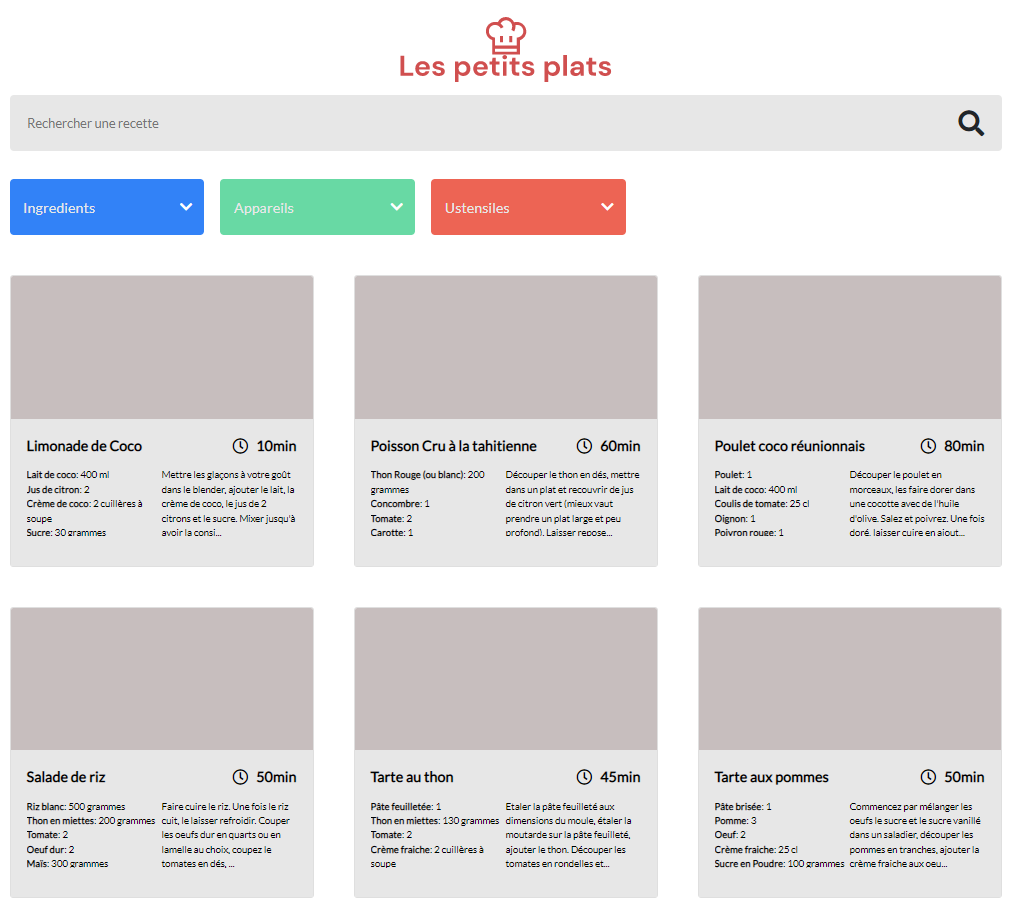 Les petits plats
Rechercher une recette
Ingredients
Appareils
Ustensiles
Limonade de Coco
10min
Lait de coco: 400 ml
Jus de citron: 2
Crème de coco: 2 cuillères à
soupe
Sucre: 30 grammes
Mettre les glaçons à votre goût
dans le blender, ajouter le lait, la
crème de coco, le jus de 2
citrons et le sucre. Mixer jusqu'à
avoir la consi...
Poisson Cru à la tahitienne
60min
Thon Rouge (ou blanc): 200
grammes
Concombre: 1
Tomate: 2
Carotte: 1
Découper le thon en dés, mettre
dans un plat et recouvrir de jus
de citron vert (mieux vaut
prendre un plat large et peu
profond). Laisser repose...
Poulet coco réunionnais
80min
Poulet: 1
Lait de coco: 400 ml
Coulis de tomate: 25 cl
Oignon: 1
Poivron rouge: 1
Découper le poulet en
morceaux, les faire dorer dans
une cocotte avec de l'huile
d'olive. Salez et poivrez. Une fois
doré, laisser cuire en ajout...
Salade de riz
50min
Riz blanc: 500 grammes
Thon en miettes: 200 grammes
Tomate: 2
Oeuf dur: 2
Maïs: 300 grammes
Faire cuire le riz. Une fois le riz
cuit, le laisser refroidir. Couper
les oeufs dur en quarts ou en
lamelle au choix, coupez le
tomates en dés, ...
Tarte au thon
45min
Pâte feuilletée: 1
Thon en miettes: 130 grammes
Tomate: 2
Crème fraiche: 2 cuillères à
soupe
Etaler la pâte feuilleté aux
dimensions du moule, étaler la
moutarde sur la pâte feuilleté,
ajouter le thon. Découper les
tomates en rondelles et...
Tarte aux pommes
50min
Pâte brisée: 1
Pomme: 3
Oeuf: 2
Crème fraiche: 25 cl
Sucre en Poudre: 100 grammes
Commencez par mélanger les
oeufs le sucre et le sucre vanillé
dans un saladier, découper les
pommes en tranches, ajouter la
crème fraiche aux oeu...